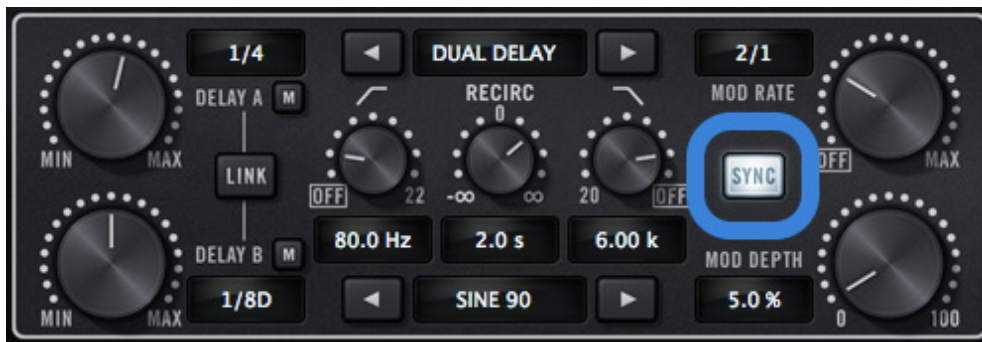 1/4
DUAL DELAY
2/1
DELAY A M
RECIRC
MOD RATE
0
MIN MAX
LINK
OFF 22
-∞ ∞
20 OFF
SYNC
OFF MAX
80.0 Hz
2.0 s
6.00 k
DELAY B M
MOD DEPTH
1/8D
SINE 90
5.0 %
MIN MAX
0 100